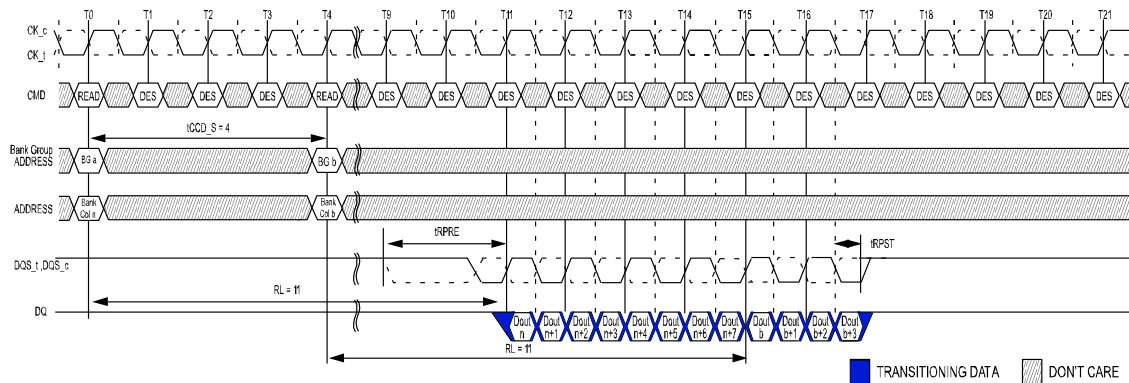 T0 T1 T2 T3 T4 T9 T10 T11 T12 T13 T14 T15 T16 T17 T18 T19 T20 T21
CK_c
CK_t
CMD READ DES DES DES READ DES DES DES DES DES DES DES DES DES DES DES DES DES
tCCD_S = 4
Bank Group
ADDRESS BG a BG b
ADDRESS Bank Col n Bank Col b
tRPRE tRPST
DQS_t ,DQS_c
RL = 11
DQ Dout n Dout n+1 Dout n+2 Dout n+3 Dout n+4 Dout n+5 Dout n+6 Dout n+7 Dout b Dout b+1 Dout b+2 Dout b+3
RL = 11
TRANSITIONING DATA DON'T CARE